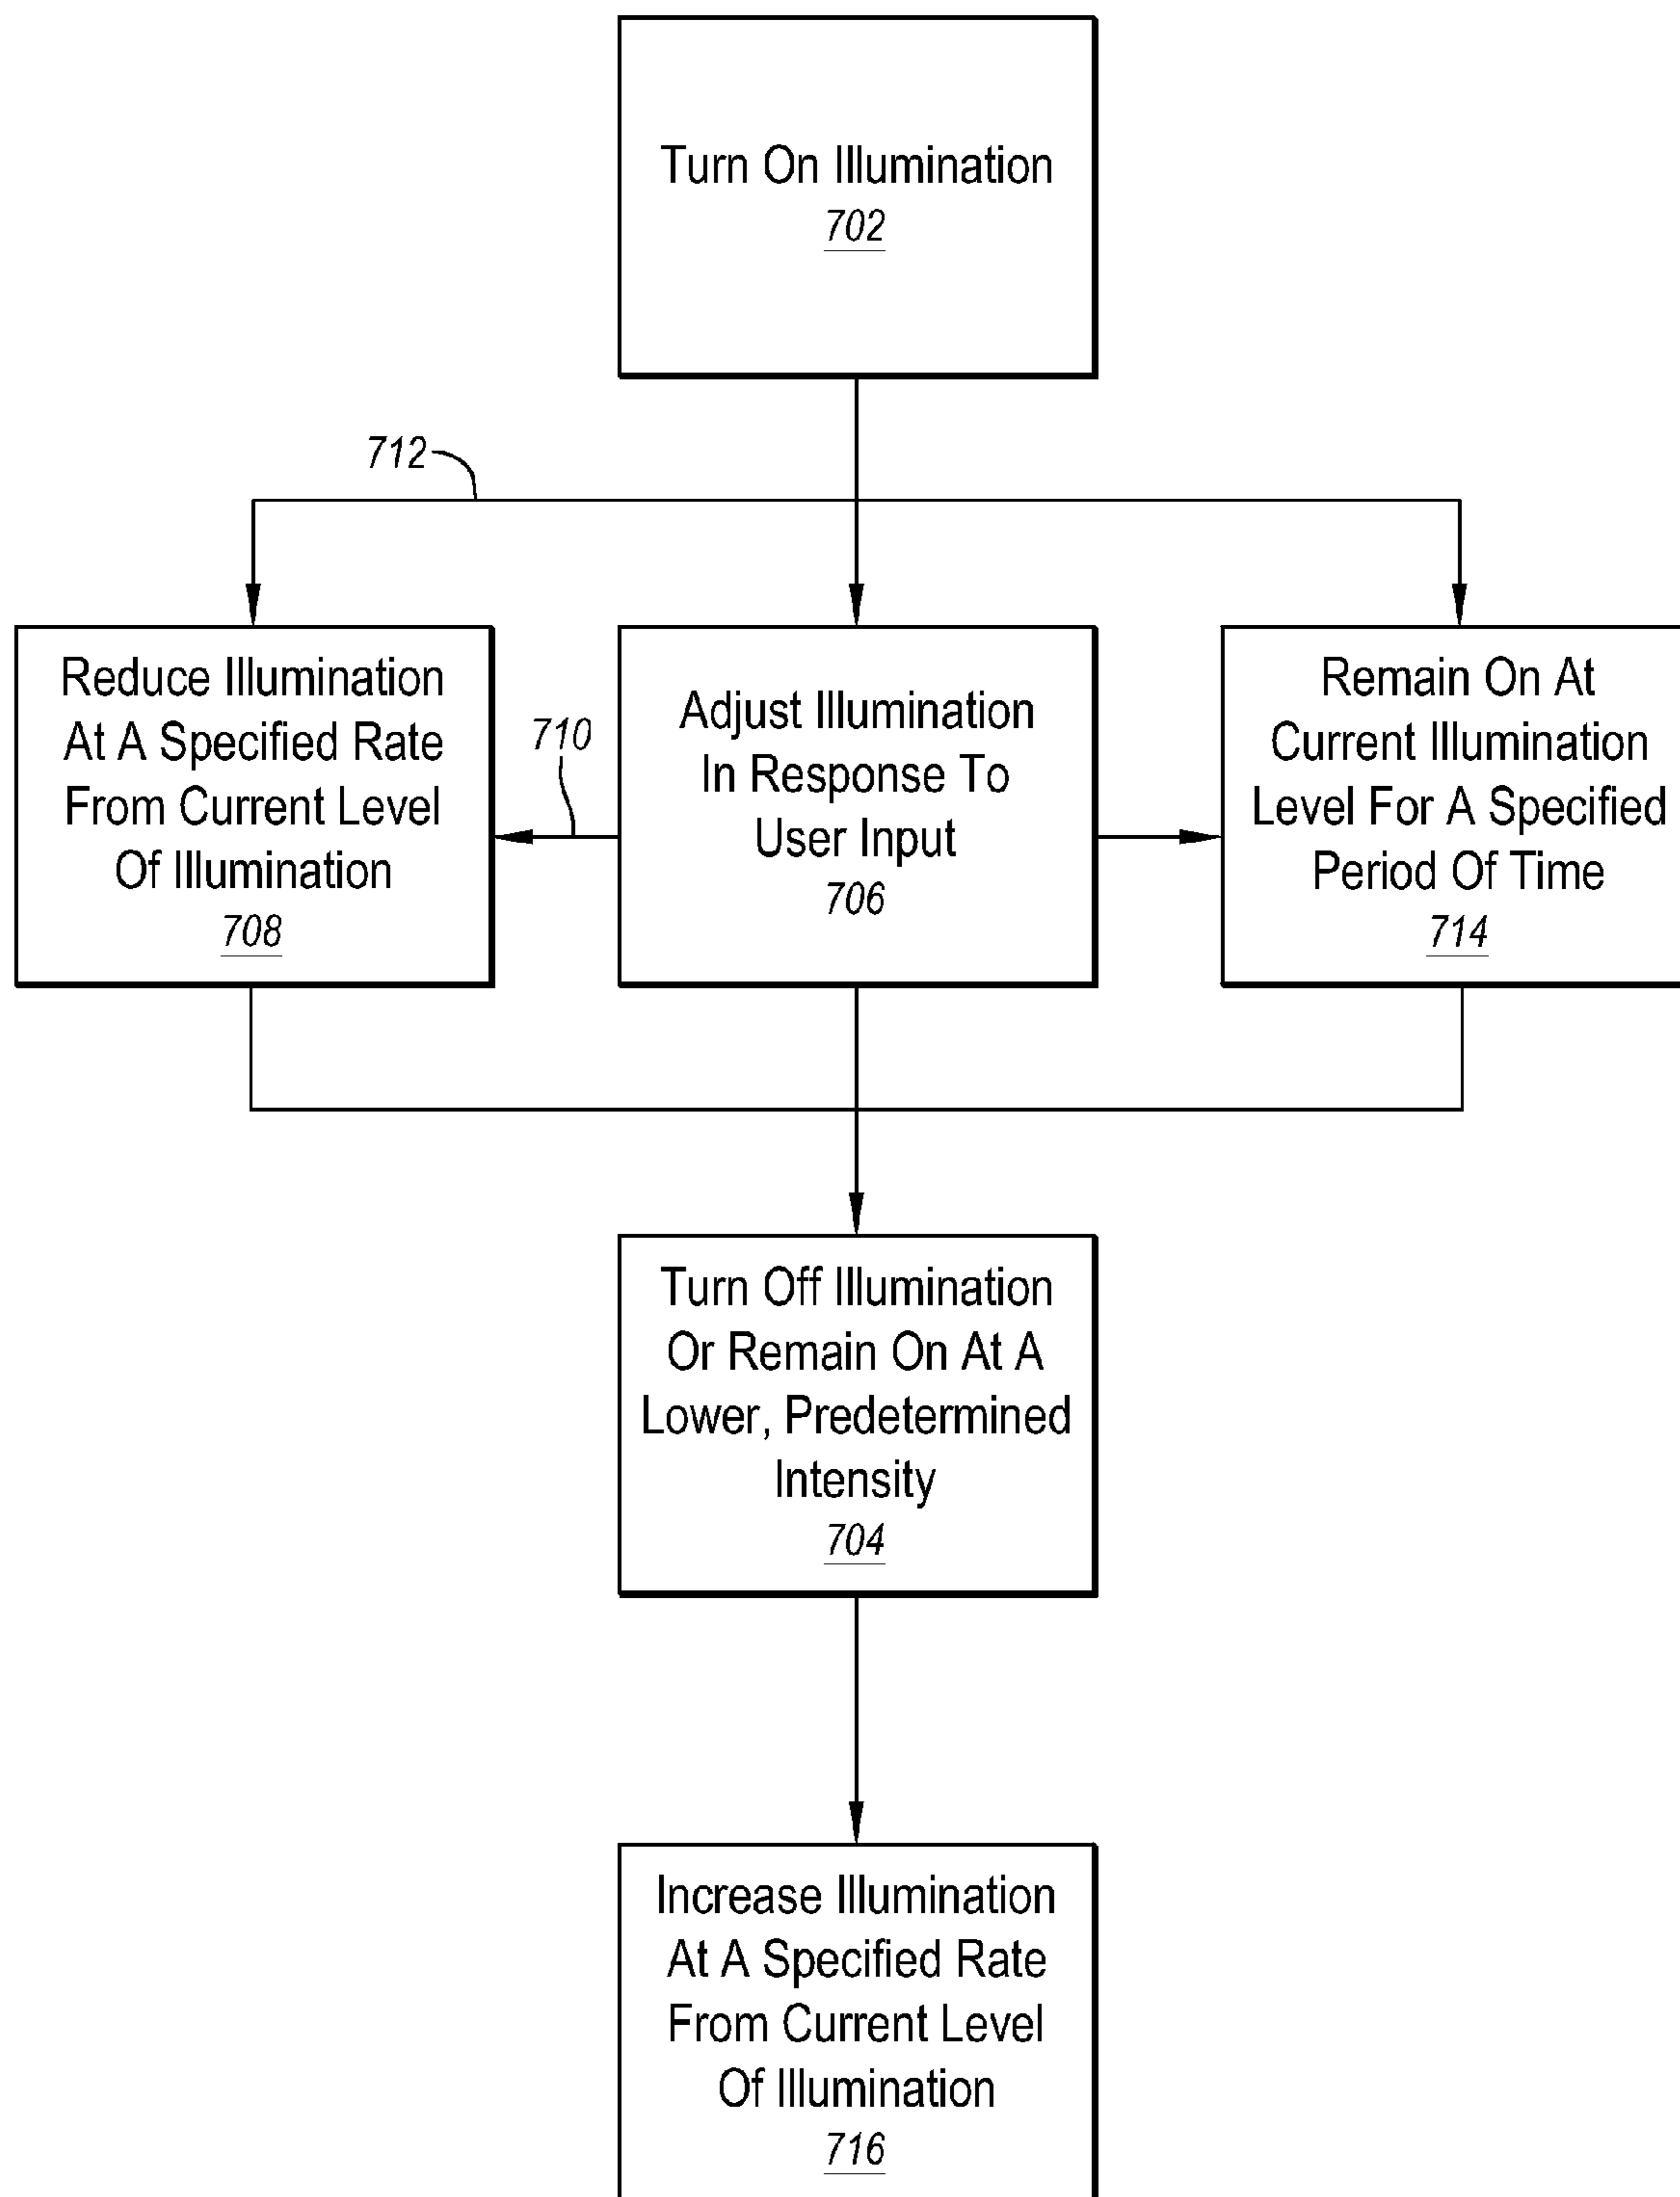 Turn On Illumination
702
712
Reduce Illumination
At A Specified Rate
From Current Level
Of Illumination
708
710
Adjust Illumination
In Response To
User Input
706
Remain On At
Current Illumination
Level For A Specified
Period Of Time
714
Turn Off Illumination
Or Remain On At A
Lower, Predetermined
Intensity
704
Increase Illumination
At A Specified Rate
From Current Level
Of Illumination
716